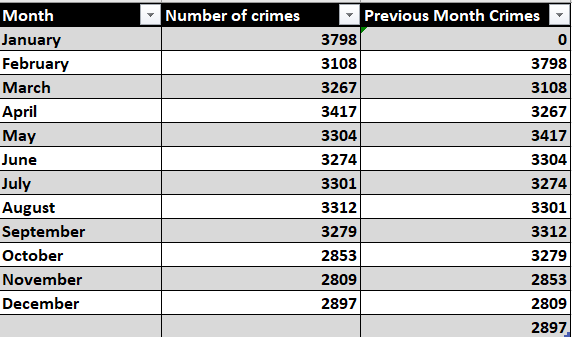 Month Number of crimes Previous Month Crimes
January 3798 0
February 3108 3798
March 3267 3108
April 3417 3267
May 3304 3417
June 3274 3304
July 3301 3274
August 3312 3301
September 3279 3312
October 2853 3279
November 2809 2853
December 2897 2809
2897